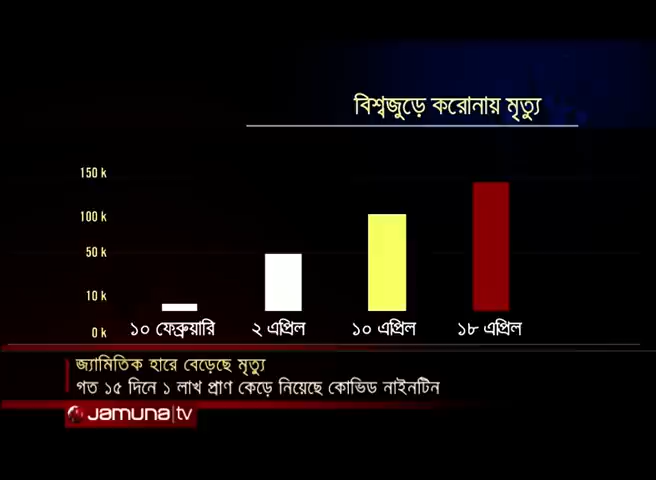 বিশ্বজুড়ে করোনায় মৃত্যু
150 k
100 k
50 k
10 k
0 k
১০ ফেব্রুয়ারি ২ এপ্রিল ১০ এপ্রিল ১৮ এপ্রিল
জ্যামিতিক হারে বেড়েছে মৃত্যু
গত ১৫ দিনে ১ লাখ প্রাণ কেড়ে নিয়েছে কোভিড নাইনটিন
Jamuna tv